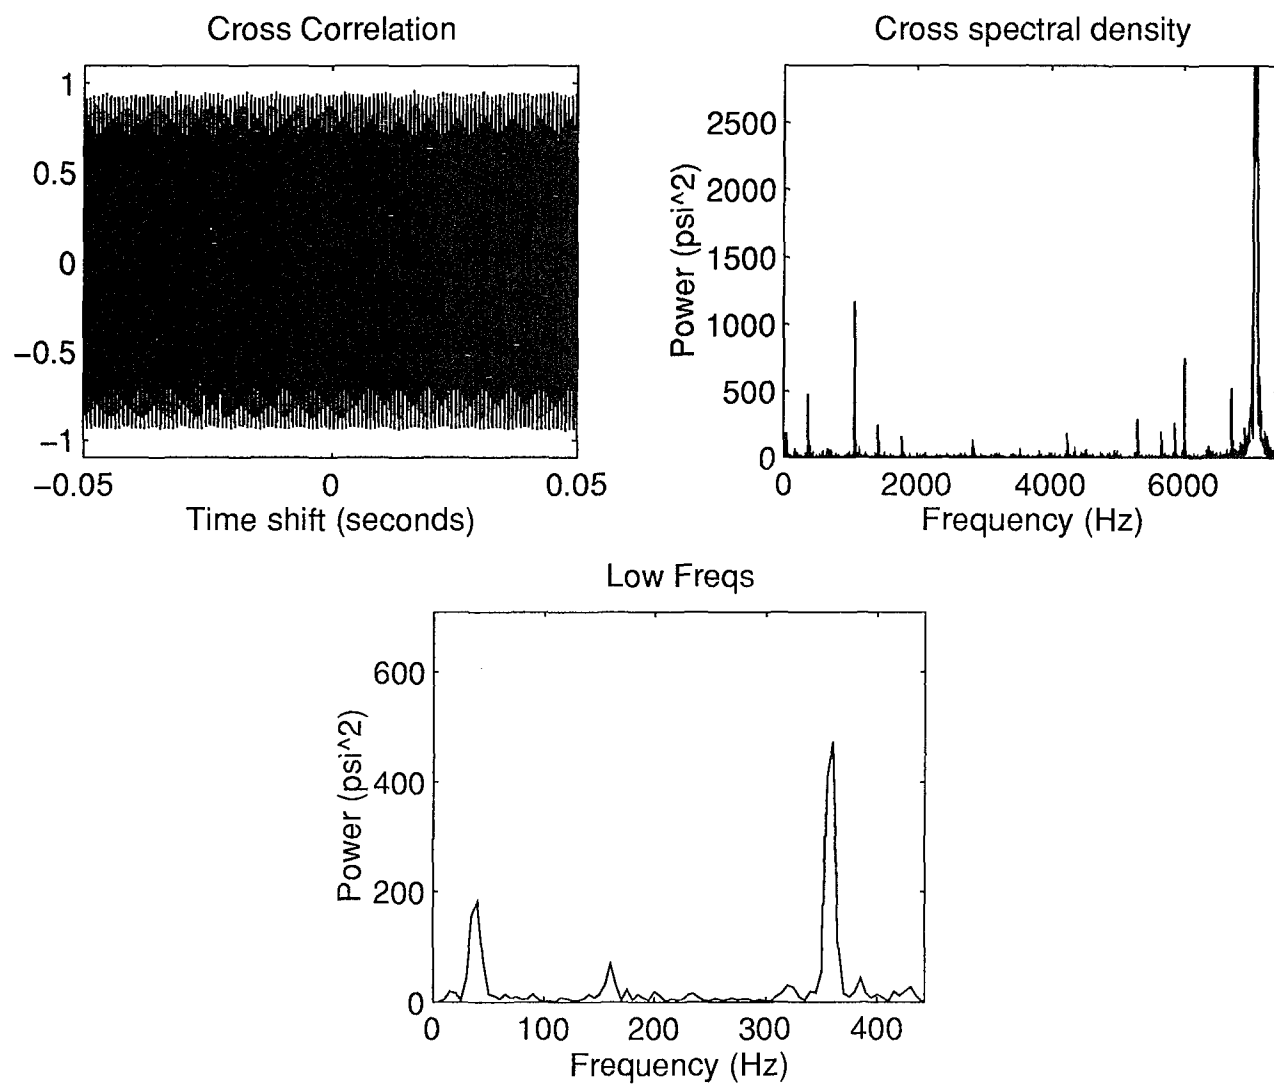 Cross Correlation
1
0.5
0
−0.5
−1
−0.05 0 0.05
Time shift (seconds)
Cross spectral density
Power (psi^2)
2500
2000
1500
1000
500
0
0 2000 4000 6000
Frequency (Hz)
Low Freqs
Power (psi^2)
600
400
200
0
0 100 200 300 400
Frequency (Hz)